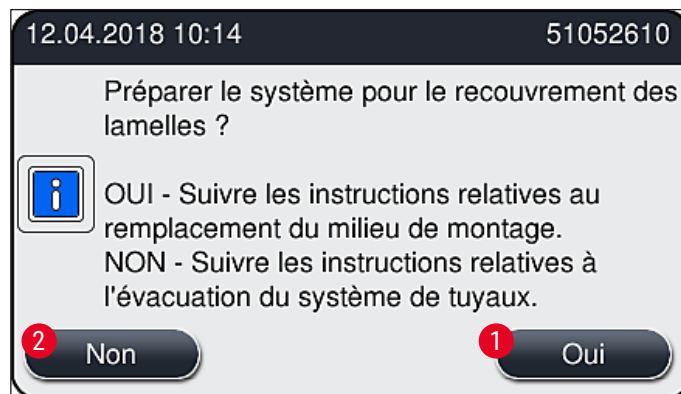 12.04.2018 10:14 51052610
Préparer le système pour le recouvrement des
lamelles ?
OUI - Suivre les instructions relatives au
remplacement du milieu de montage.
NON - Suivre les instructions relatives à
l'évacuation du système de tuyaux.
2 Non
1 Oui